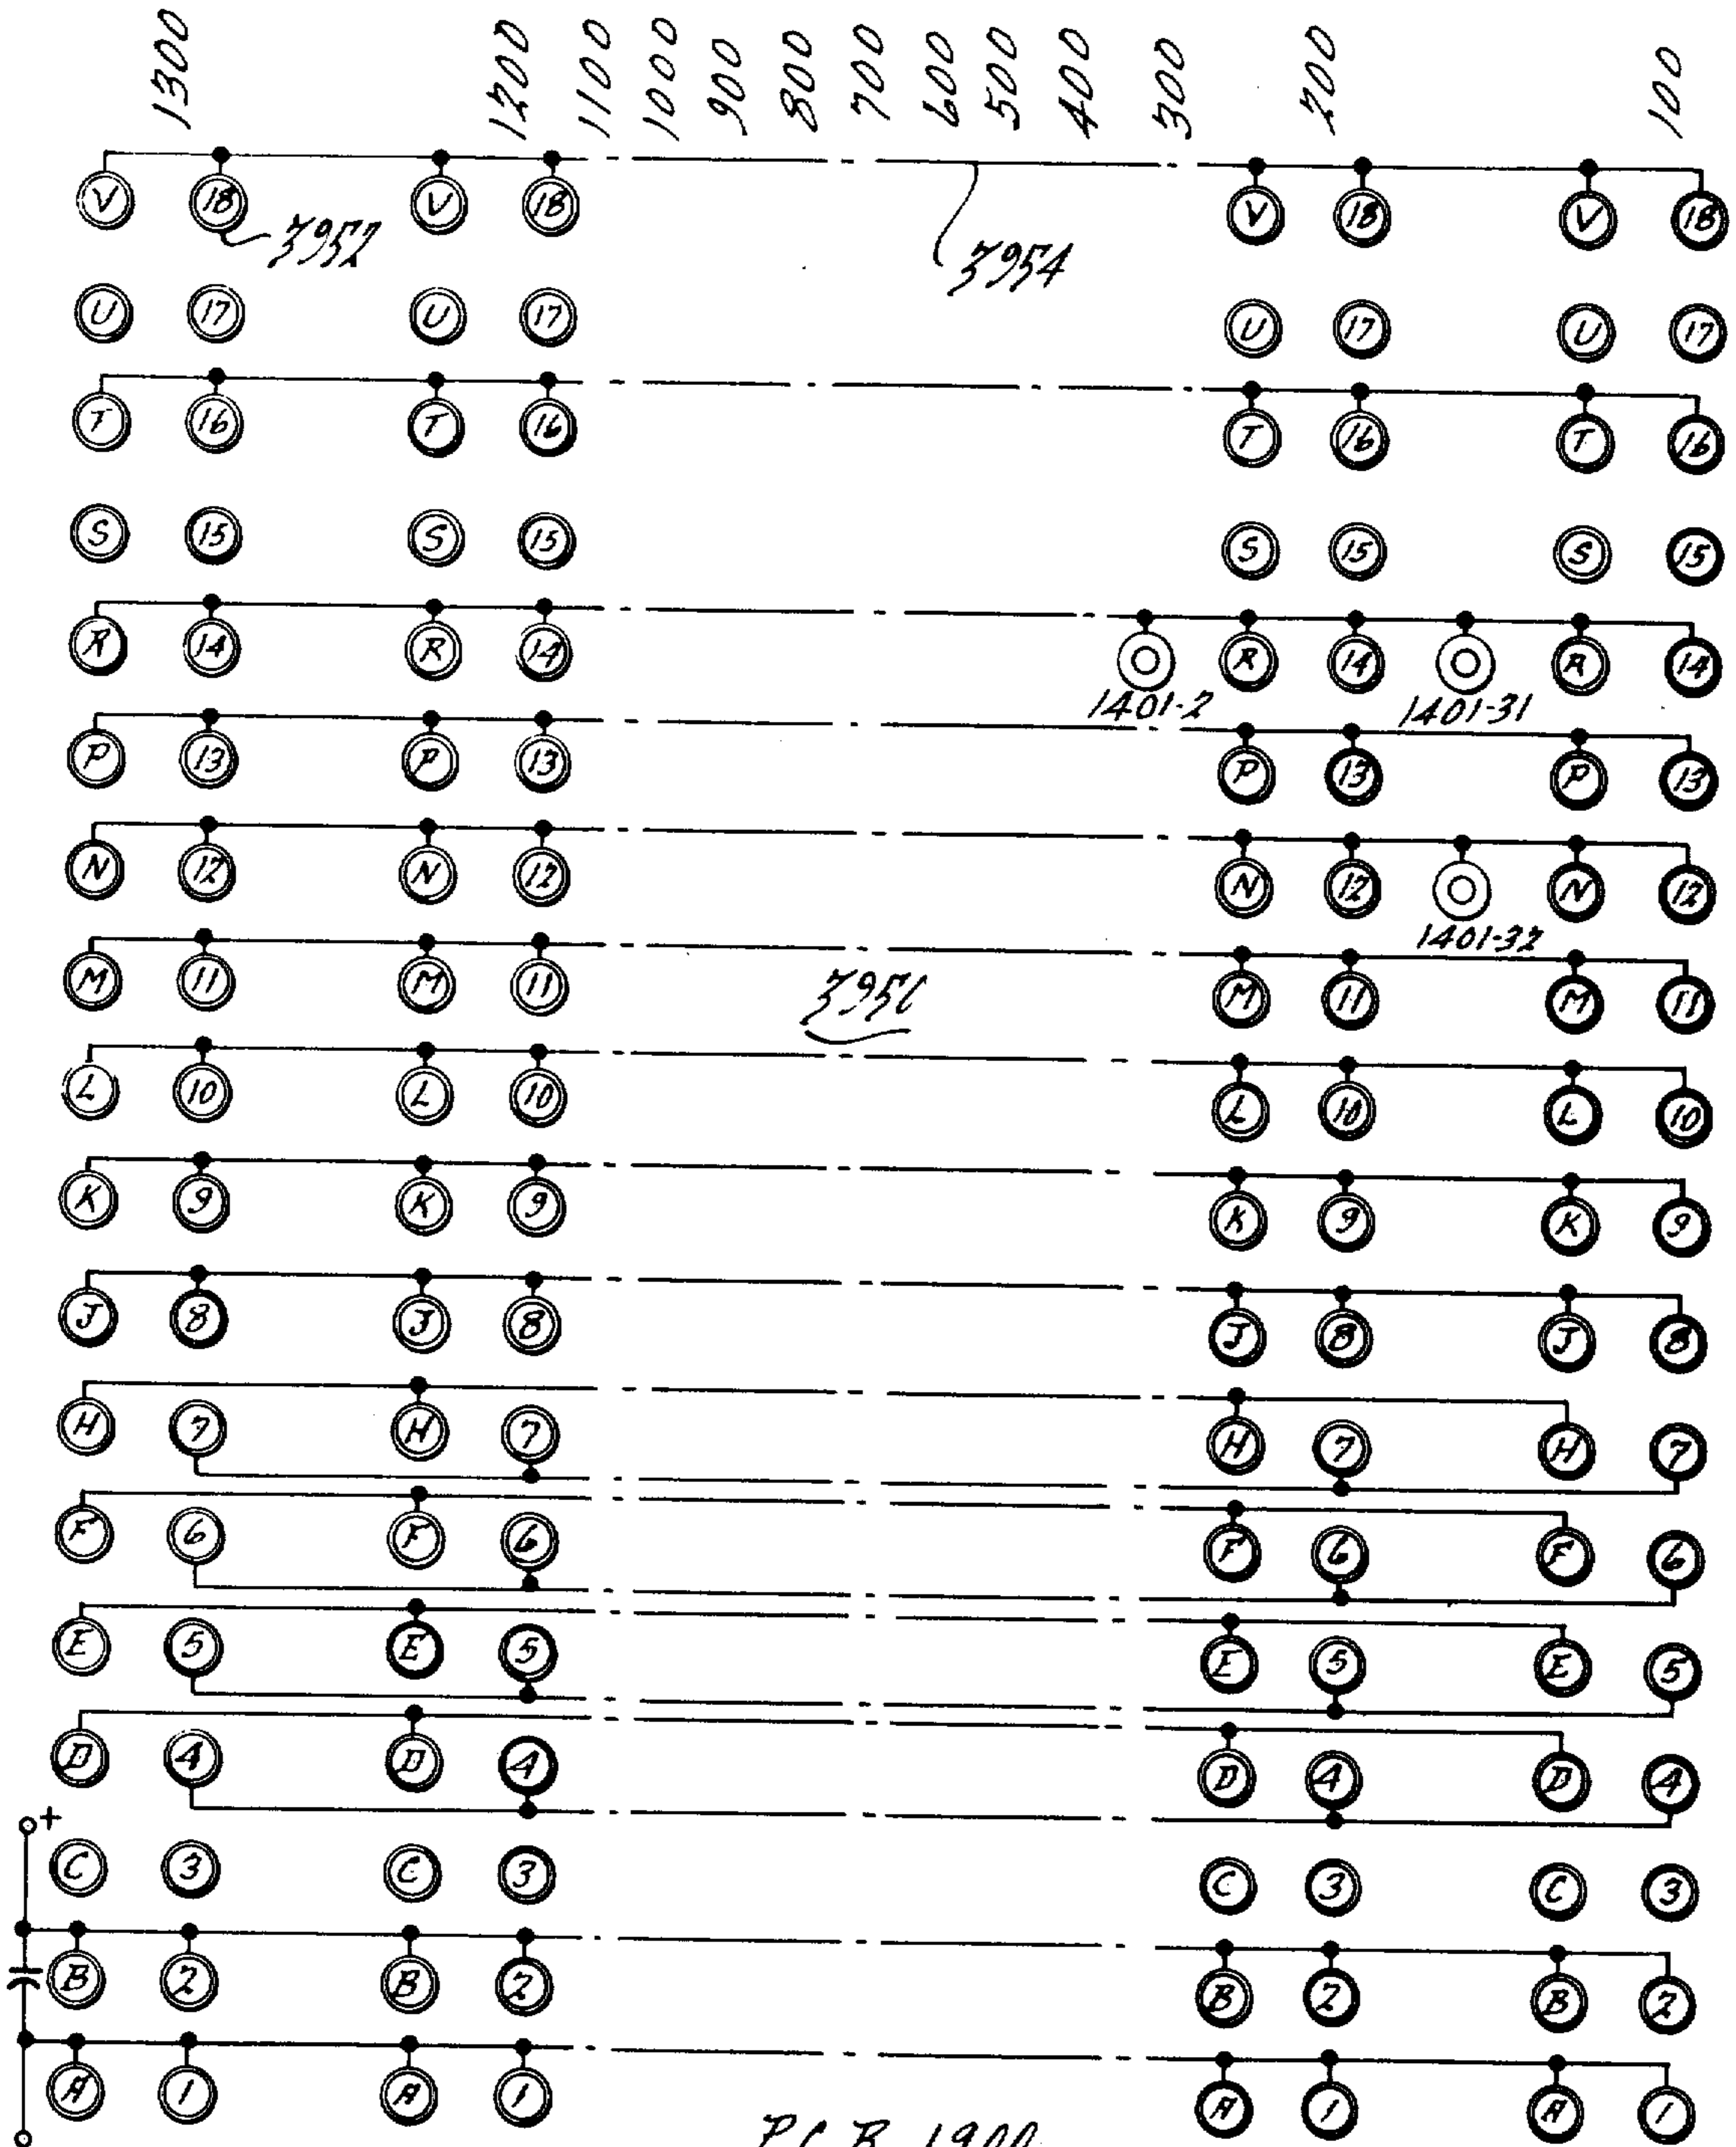 1300 1200 1100 1000 900 800 700 600 500 400 300 200 100
V 18 V 18 V 18 V 18
3952 3954
U 17 U 17 U 17 U 17
T 16 T 16 T 16 T 16
S 15 S 15 S 15 S 15
R 14 R 14 R 14 R 14
1401-2 1401-31
P 13 P 13 P 13 P 13
N 12 N 12 N 12 N 12
1401-32
M 11 M 11 M 11 M 11
L 10 L 10 L 10 L 10
K 9 K 9 K 9 K 9
J 8 J 8 J 8 J 8
H 7 H 7 H 7 H 7
F 6 F 6 F 6 F 6
E 5 E 5 E 5 E 5
D 4 D 4 D 4 D 4
+
C 3 C 3 C 3 C 3
B 2 B 2 B 2 B 2
A 1 A 1 A 1 A 1
P.C.B. 1900